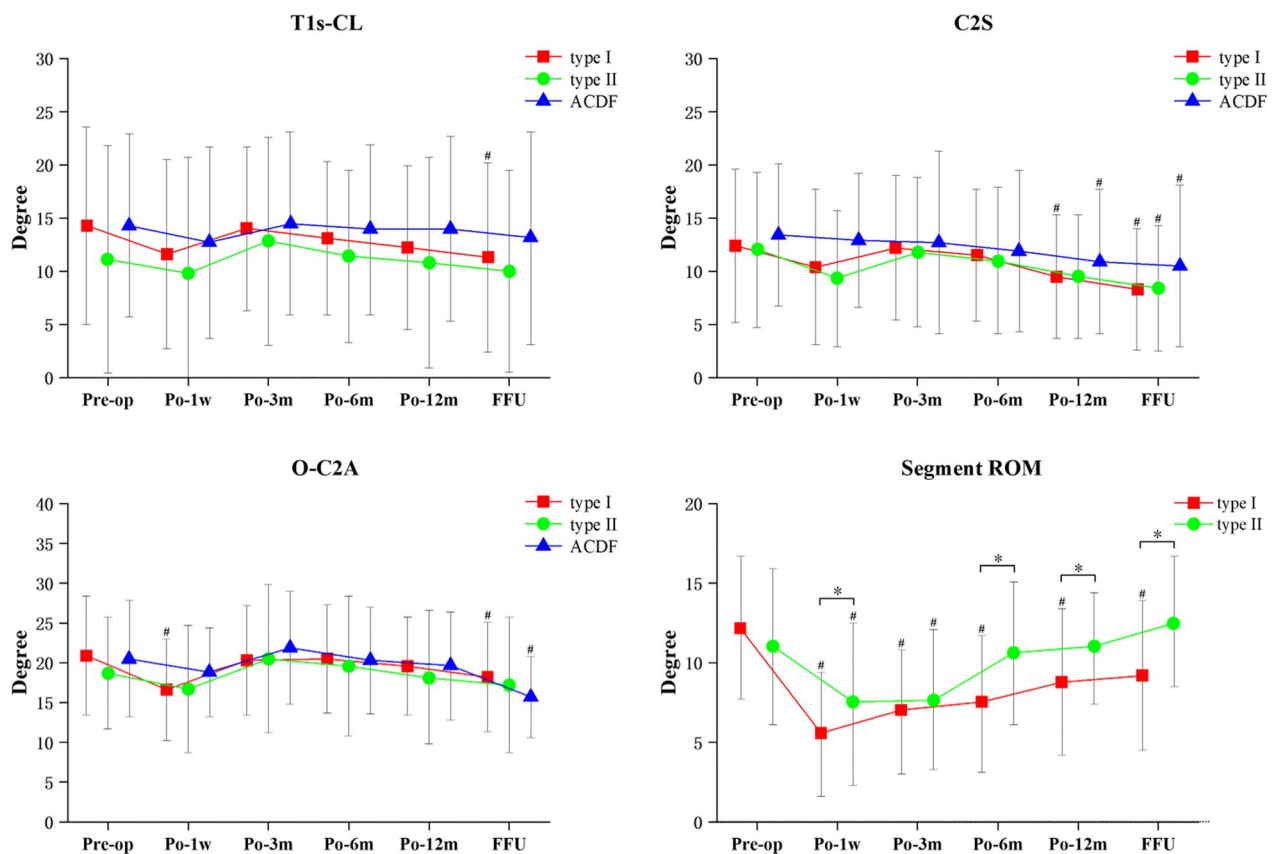 T1s-CL
30
25
20
15
10
5
0
Degree
type I
type II
ACDF
#
Pre-op Po-1w Po-3m Po-6m Po-12m FFU
C2S
30
25
20
15
10
5
0
Degree
type I
type II
ACDF
# # # # #
Pre-op Po-1w Po-3m Po-6m Po-12m FFU
O-C2A
40
35
30
25
20
15
10
5
0
Degree
type I
type II
ACDF
# # #
Pre-op Po-1w Po-3m Po-6m Po-12m FFU
Segment ROM
20
15
10
5
0
Degree
type I
type II
* * * *
# # # # # # #
Pre-op Po-1w Po-3m Po-6m Po-12m FFU